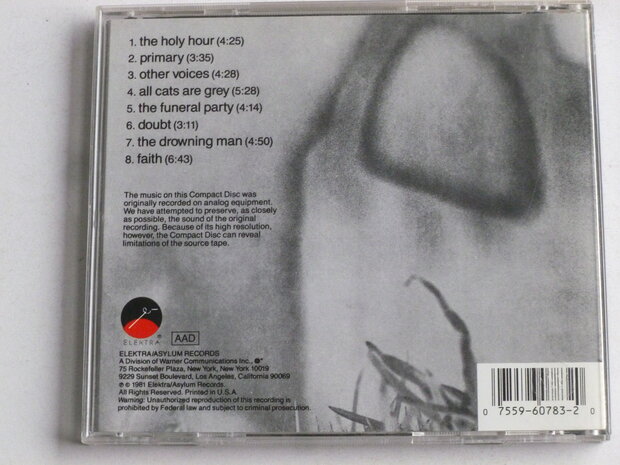 1. the holy hour (4:25)
2. primary (3:35)
3. other voices (4:28)
4. all cats are grey (5:28)
5. the funeral party (4:14)
6. doubt (3:11)
7. the drowning man (4:50)
8. faith (6:43)
The music on this Compact Disc was
originally recorded on analog equipment.
We have attempted to preserve, as closely
as possible, the sound of the original
recording. Because of its high resolution,
however, the Compact Disc can reveal
limitations of the source tape.
ELEKTRA® AAD
ELEKTRA/ASYLUM RECORDS
A Division of Warner Communications Inc.,
75 Rockefeller Plaza, New York, New York 10019
9229 Sunset Boulevard, Los Angeles, California 90069
℗ © 1981 Elektra/Asylum Records.
All Rights Reserved. Printed in U.S.A.
Warning: Unauthorized reproduction of this recording is
prohibited by Federal law and subject to criminal prosecution.
0 7559-60783-2 0